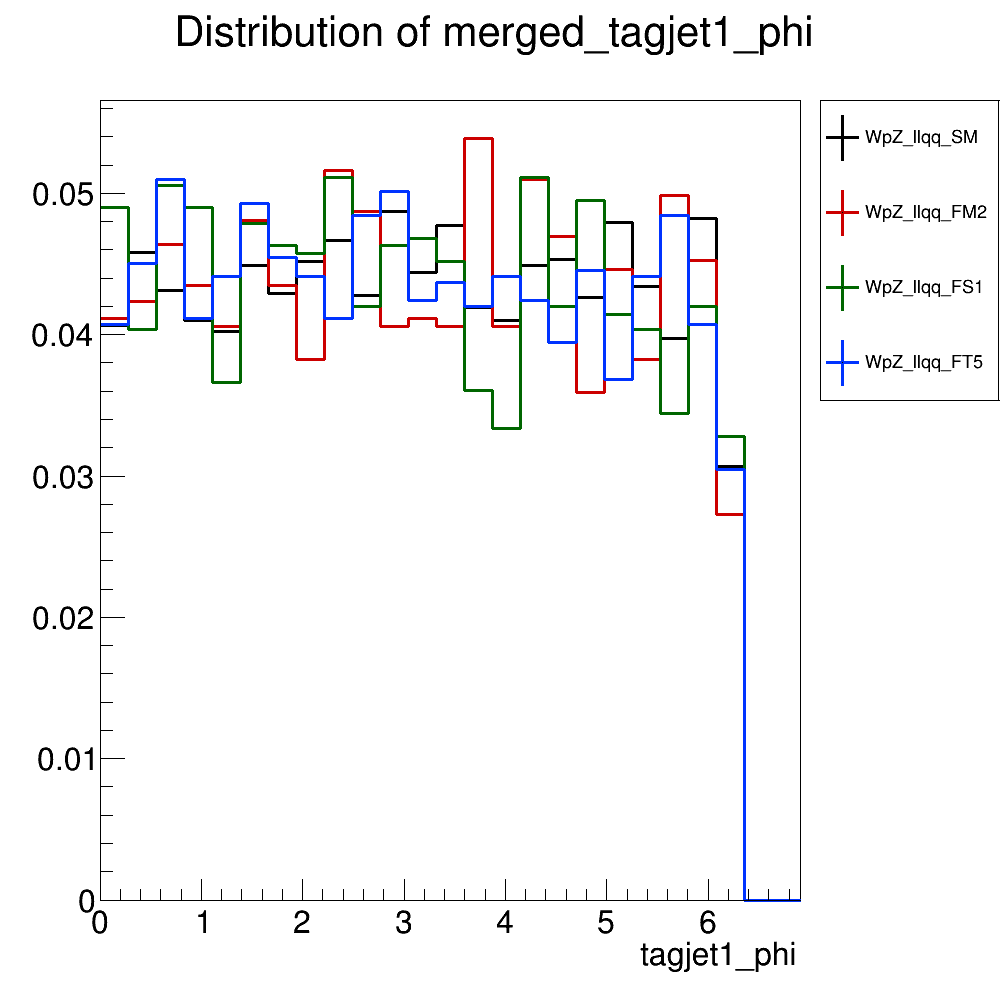 Distribution of merged_tagjet1_phi
WpZ_llqq_SM
WpZ_llqq_FM2
WpZ_llqq_FS1
WpZ_llqq_FT5
0.05
0.04
0.03
0.02
0.01
0
0 1 2 3 4 5 6
tagjet1_phi